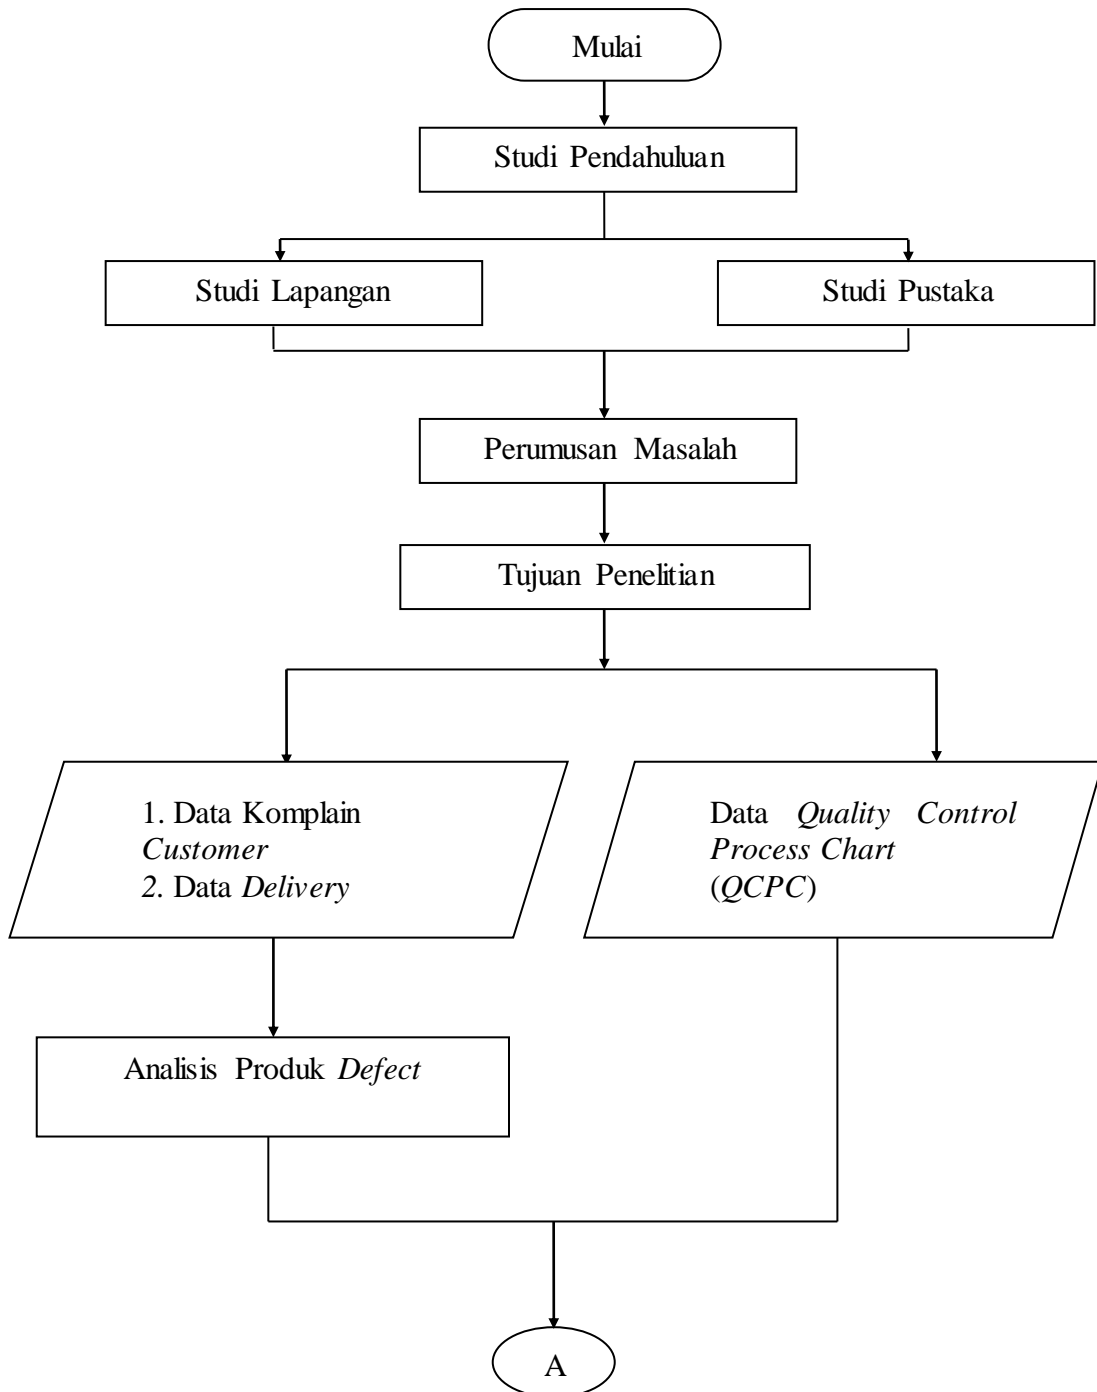 Mulai
Studi Pendahuluan
Studi Lapangan
Studi Pustaka
Perumusan Masalah
Tujuan Penelitian
1. Data Komplain
Customer
2. Data Delivery
Data Quality Control
Process Chart
(QCPC)
Analisis Produk Defect
A